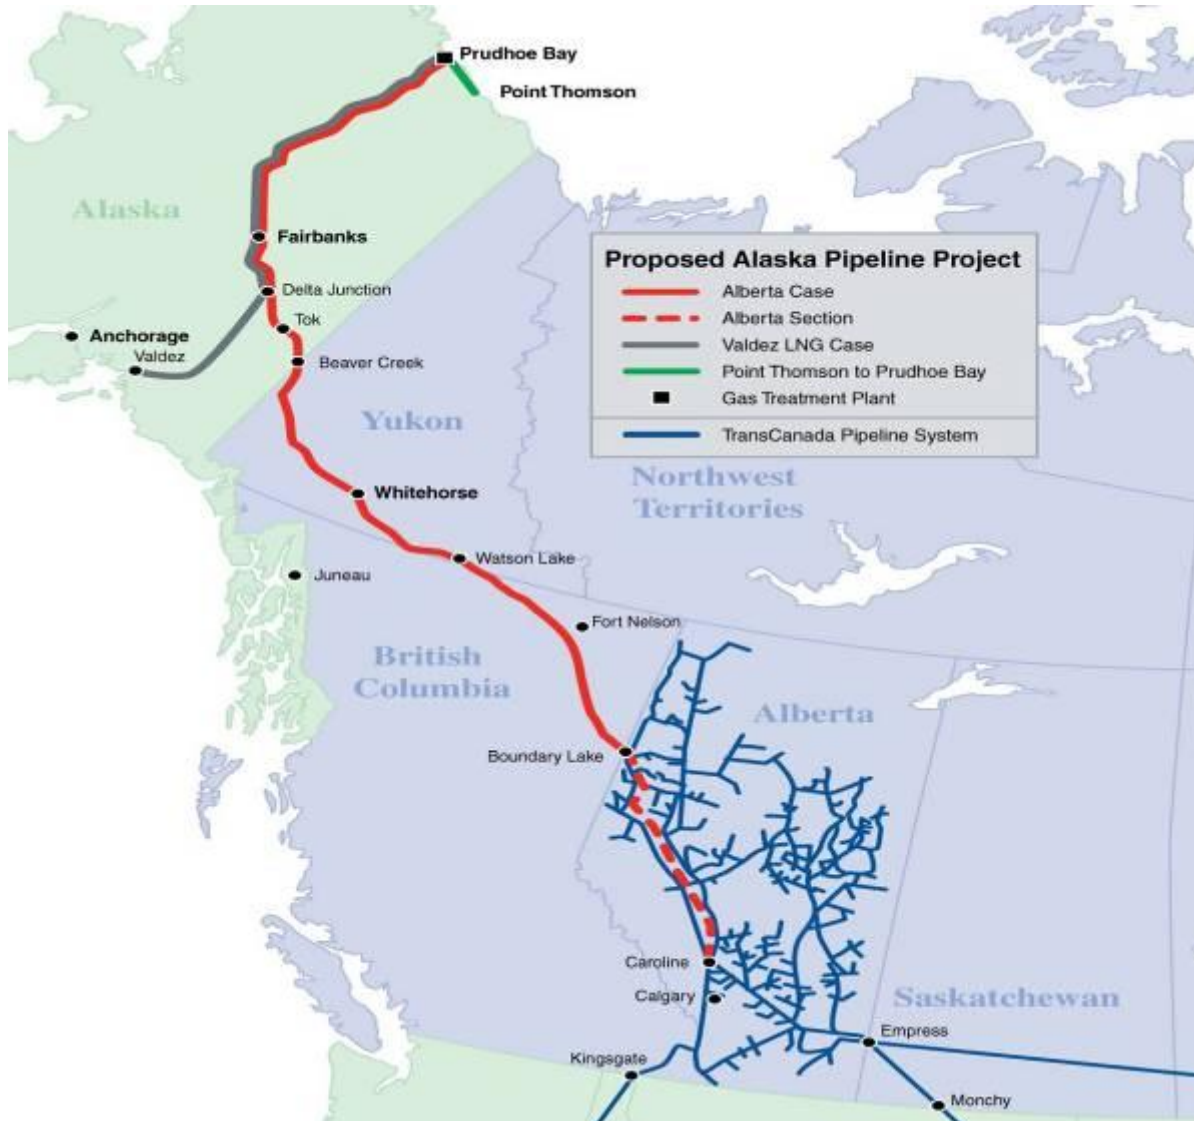 Prudhoe Bay
Point Thomson
Alaska
Fairbanks
Proposed Alaska Pipeline Project
Delta Junction
Alberta Case
Tok
Alberta Section
Anchorage
Valdez LNG Case
Valdez
Beaver Creek
Point Thomson to Prudhoe Bay
Gas Treatment Plant
Yukon
TransCanada Pipeline System
Northwest
Territories
Whitehorse
Watson Lake
Juneau
Fort Nelson
British
Columbia
Alberta
Boundary Lake
Caroline
Calgary
Saskatchewan
Empress
Kingsgate
Monchy